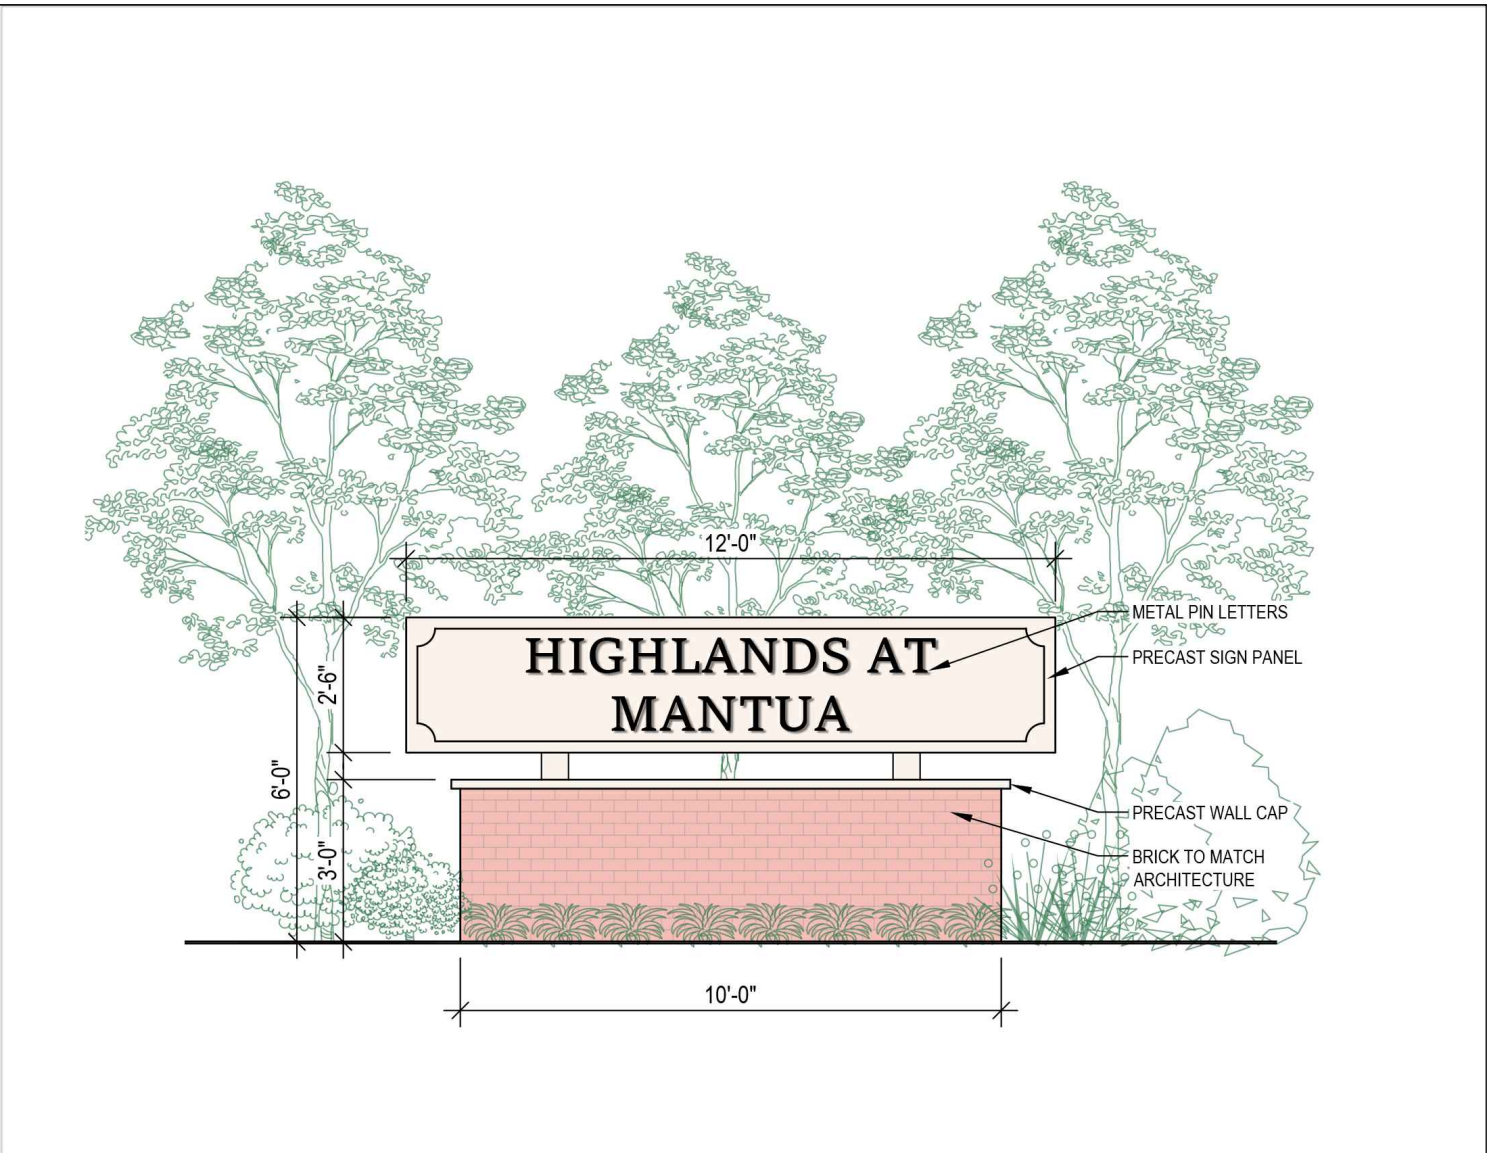 12'-0"
METAL PIN LETTERS
HIGHLANDS AT
PRECAST SIGN PANEL
2'-6"
MANTUA
6'-0"
PRECAST WALL CAP
3'-0"
BRICK TO MATCH
ARCHITECTURE
10'-0"